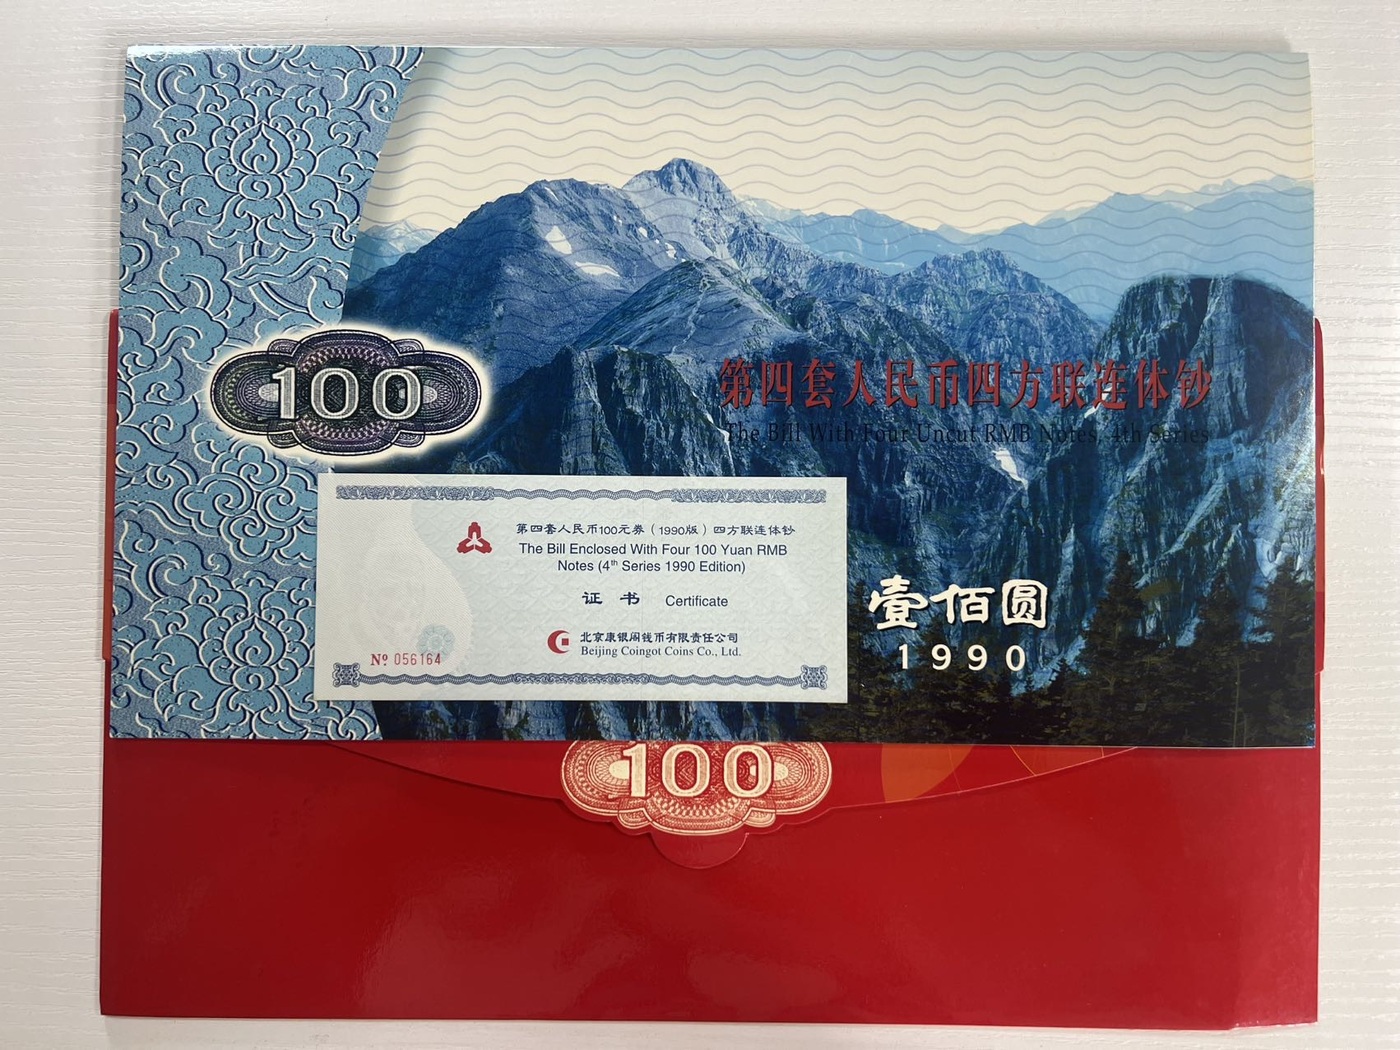 100
第四套人民币四方联连体钞
The Bill With Four Uncut RMB Notes, 4th Series
第四套人民币100元券（1990版）四方联连体钞
The Bill Enclosed With Four 100 Yuan RMB
Notes (4th Series 1990 Edition)
证书 Certificate
北京康银阁钱币有限责任公司
Beijing Coingot Coins Co., Ltd.
Nº 056164
壹佰圆
1990
100